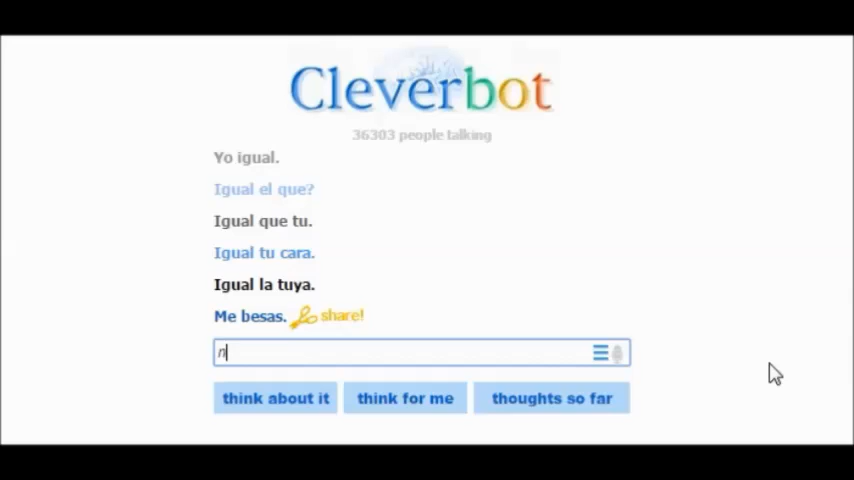 Cleverbot
36303 people talking
Yo igual.
Igual el que?
Igual que tu.
Igual tu cara.
Igual la tuya.
Me besas. share!
n
think about it think for me thoughts so far